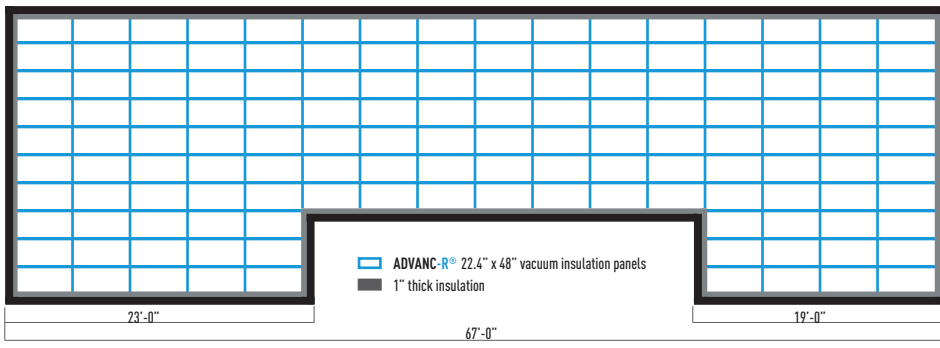 ADVANC-R® 22.4" x 48" vacuum insulation panels
1" thick insulation
23'-0" 19'-0"
67'-0"